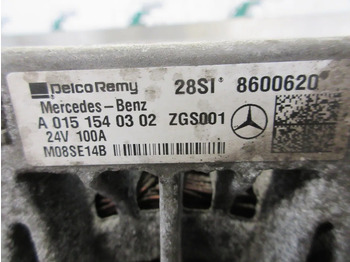 DelcoRemy 28SI 8600620
Mercedes-Benz
A 015 154 03 02 ZGS001
24V 100A
M08SE14B